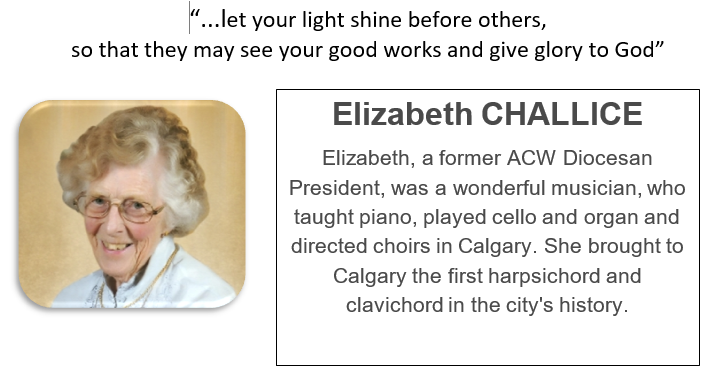 “...let your light shine before others,
so that they may see your good works and give glory to God”
Elizabeth CHALLICE
Elizabeth, a former ACW Diocesan
President, was a wonderful musician, who
taught piano, played cello and organ and
directed choirs in Calgary. She brought to
Calgary the first harpsichord and
clavichord in the city's history.